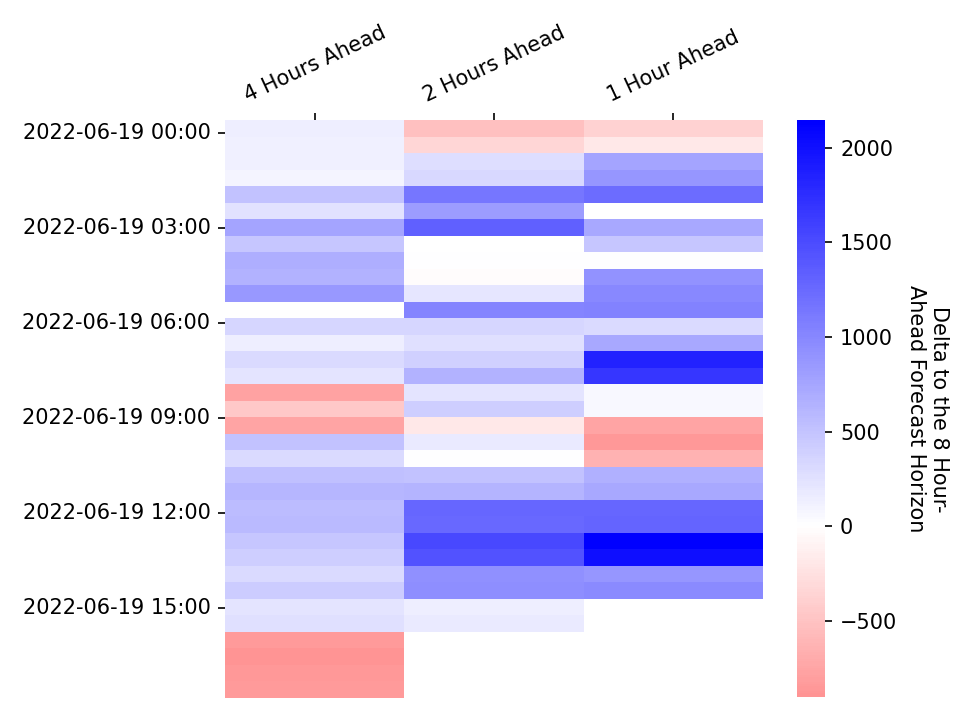 4 Hours Ahead
2 Hours Ahead
1 Hour Ahead
2022-06-19 00:00
2022-06-19 03:00
2022-06-19 06:00
2022-06-19 09:00
2022-06-19 12:00
2022-06-19 15:00
2000
1500
1000
500
0
−500
Delta to the 8 Hour-
Ahead Forecast Horizon